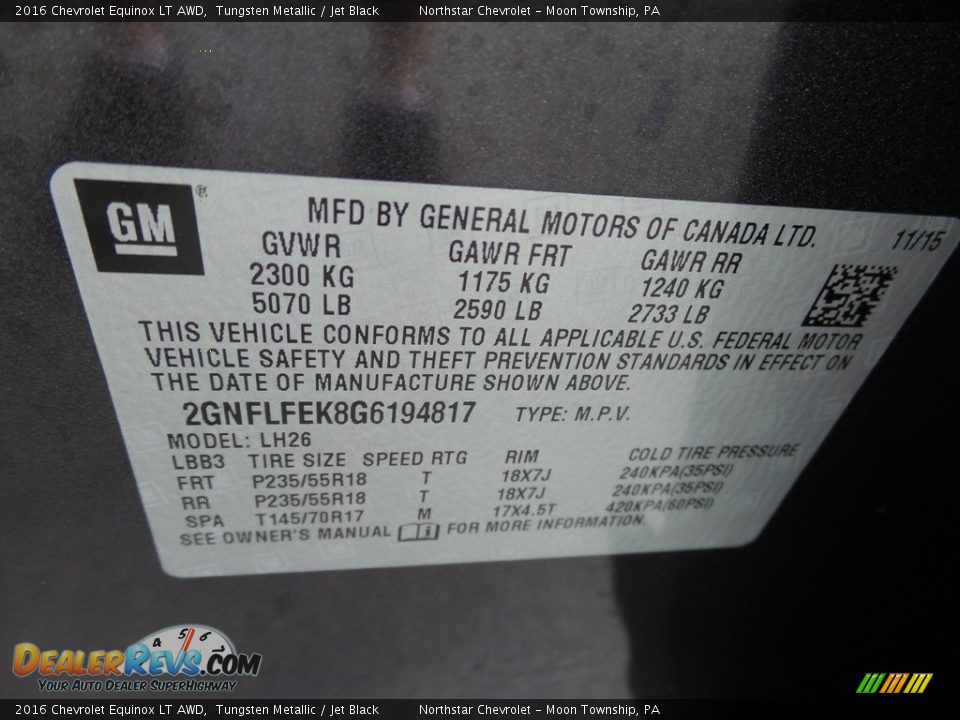 2016 Chevrolet Equinox LT AWD, Tungsten Metallic / Jet Black Northstar Chevrolet - Moon Township, PA
GM ®
MFD BY GENERAL MOTORS OF CANADA LTD. 11/15
GVWR GAWR FRT GAWR RR
2300 KG 1175 KG 1240 KG
5070 LB 2590 LB 2733 LB
THIS VEHICLE CONFORMS TO ALL APPLICABLE U.S. FEDERAL MOTOR
VEHICLE SAFETY AND THEFT PREVENTION STANDARDS IN EFFECT ON
THE DATE OF MANUFACTURE SHOWN ABOVE.
2GNFLFEK8G6194817 TYPE: M.P.V.
MODEL: LH26
LBB3 TIRE SIZE SPEED RTG RIM COLD TIRE PRESSURE
FRT P235/55R18 T 18X7J 240KPA(35PSI)
RR P235/55R18 T 18X7J 240KPA(35PSI)
SPA T145/70R17 M 17X4.5T 420KPA(60PSI)
SEE OWNER'S MANUAL i FOR MORE INFORMATION.
4 5 6
DEALERREVS.COM
YOUR AUTO DEALER SUPERHIGHWAY
2016 Chevrolet Equinox LT AWD, Tungsten Metallic / Jet Black Northstar Chevrolet - Moon Township, PA